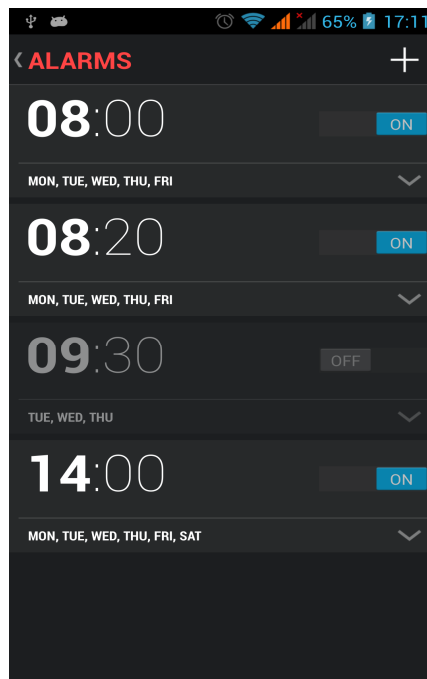 65% 17:11
ALARMS
08:00
ON
MON, TUE, WED, THU, FRI
08:20
ON
MON, TUE, WED, THU, FRI
09:30
OFF
TUE, WED, THU
14:00
ON
MON, TUE, WED, THU, FRI, SAT